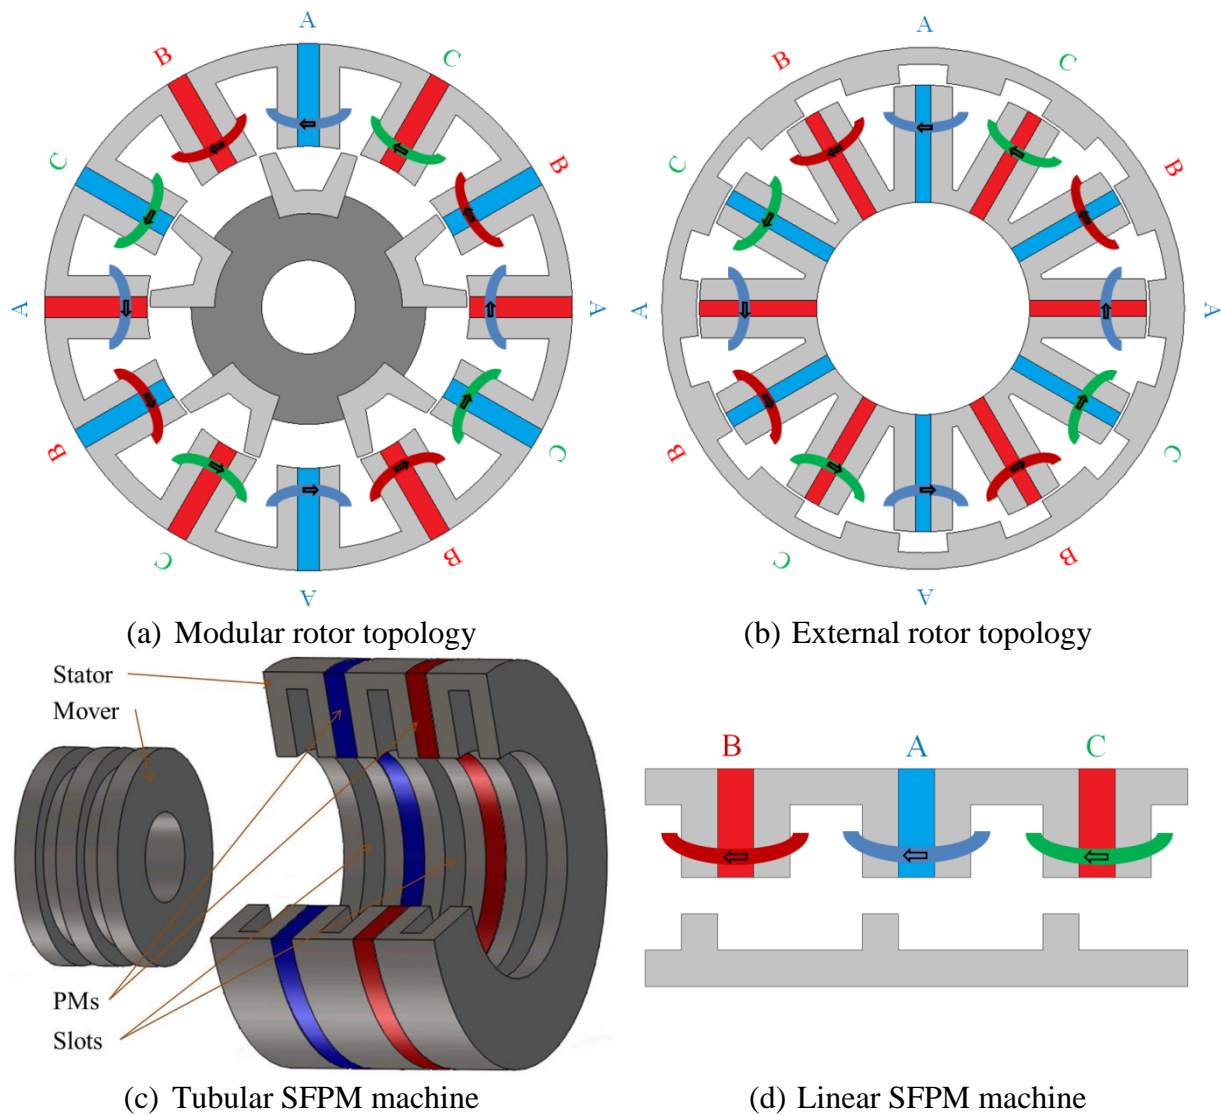 A
B
C
C
B
A
A
B
C
C
B
A
(a) Modular rotor topology
A
B
C
C
B
A
A
B
C
C
B
A
(b) External rotor topology
Stator
Mover
PMs
Slots
(c) Tubular SFPM machine
B
A
C
(d) Linear SFPM machine